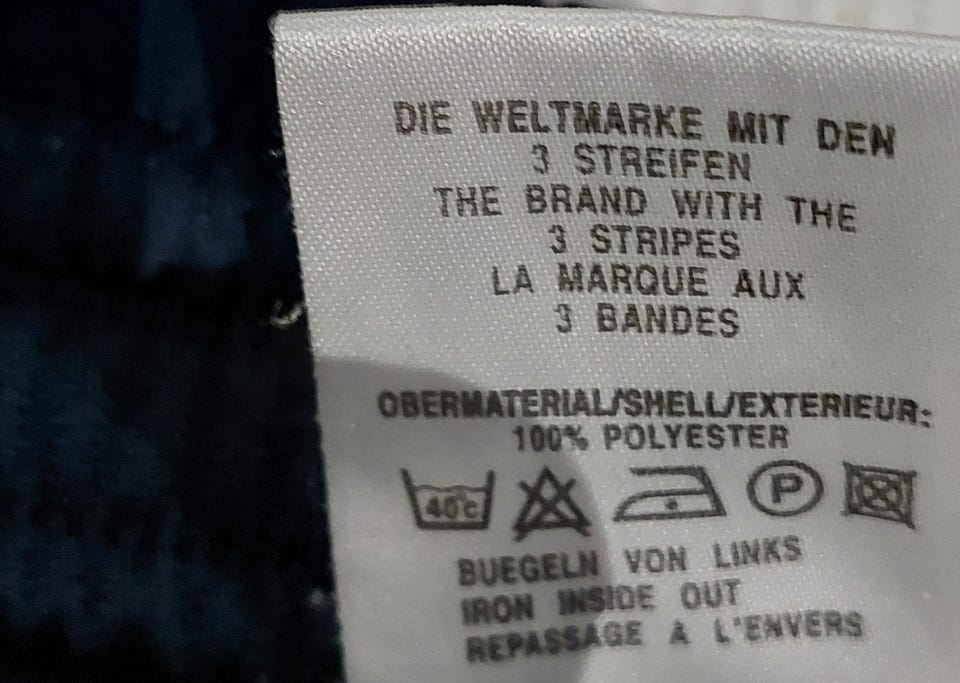 DIE WELTMARKE MIT DEN
3 STREIFEN
THE BRAND WITH THE
3 STRIPES
LA MARQUE AUX
3 BANDES
OBERMATERIAL/SHELL/EXTERIEUR:
100% POLYESTER
40°c P
BUEGELN VON LINKS
IRON INSIDE OUT
REPASSAGE A L'ENVERS